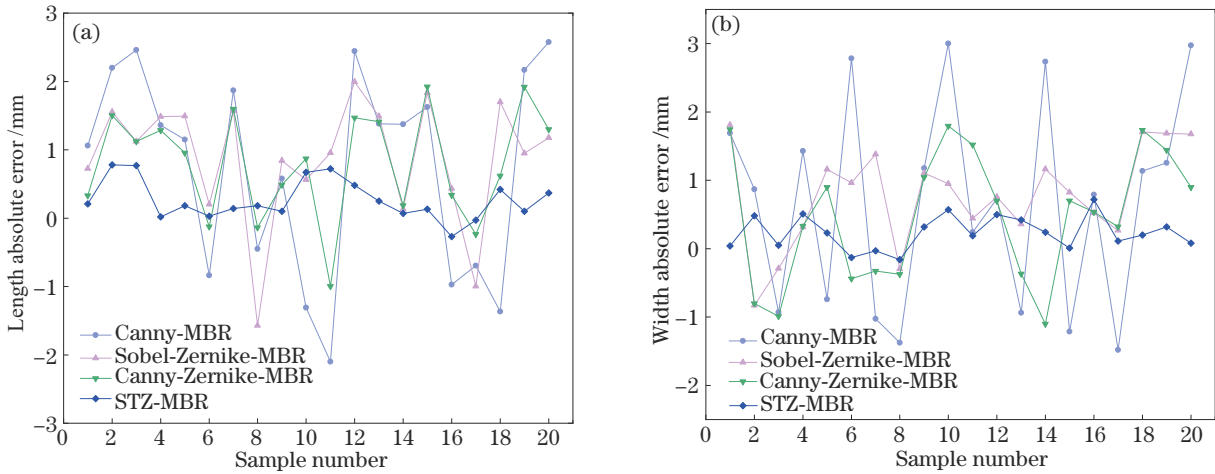 (a)
Length absolute error /mm
3
2
1
0
−1
−2
−3
Canny-MBR
Sobel-Zernike-MBR
Canny-Zernike-MBR
STZ-MBR
0 2 4 6 8 10 12 14 16 18 20
Sample number
(b)
Width absolute error /mm
3
2
1
0
−1
−2
Canny-MBR
Sobel-Zernike-MBR
Canny-Zernike-MBR
STZ-MBR
0 2 4 6 8 10 12 14 16 18 20
Sample number